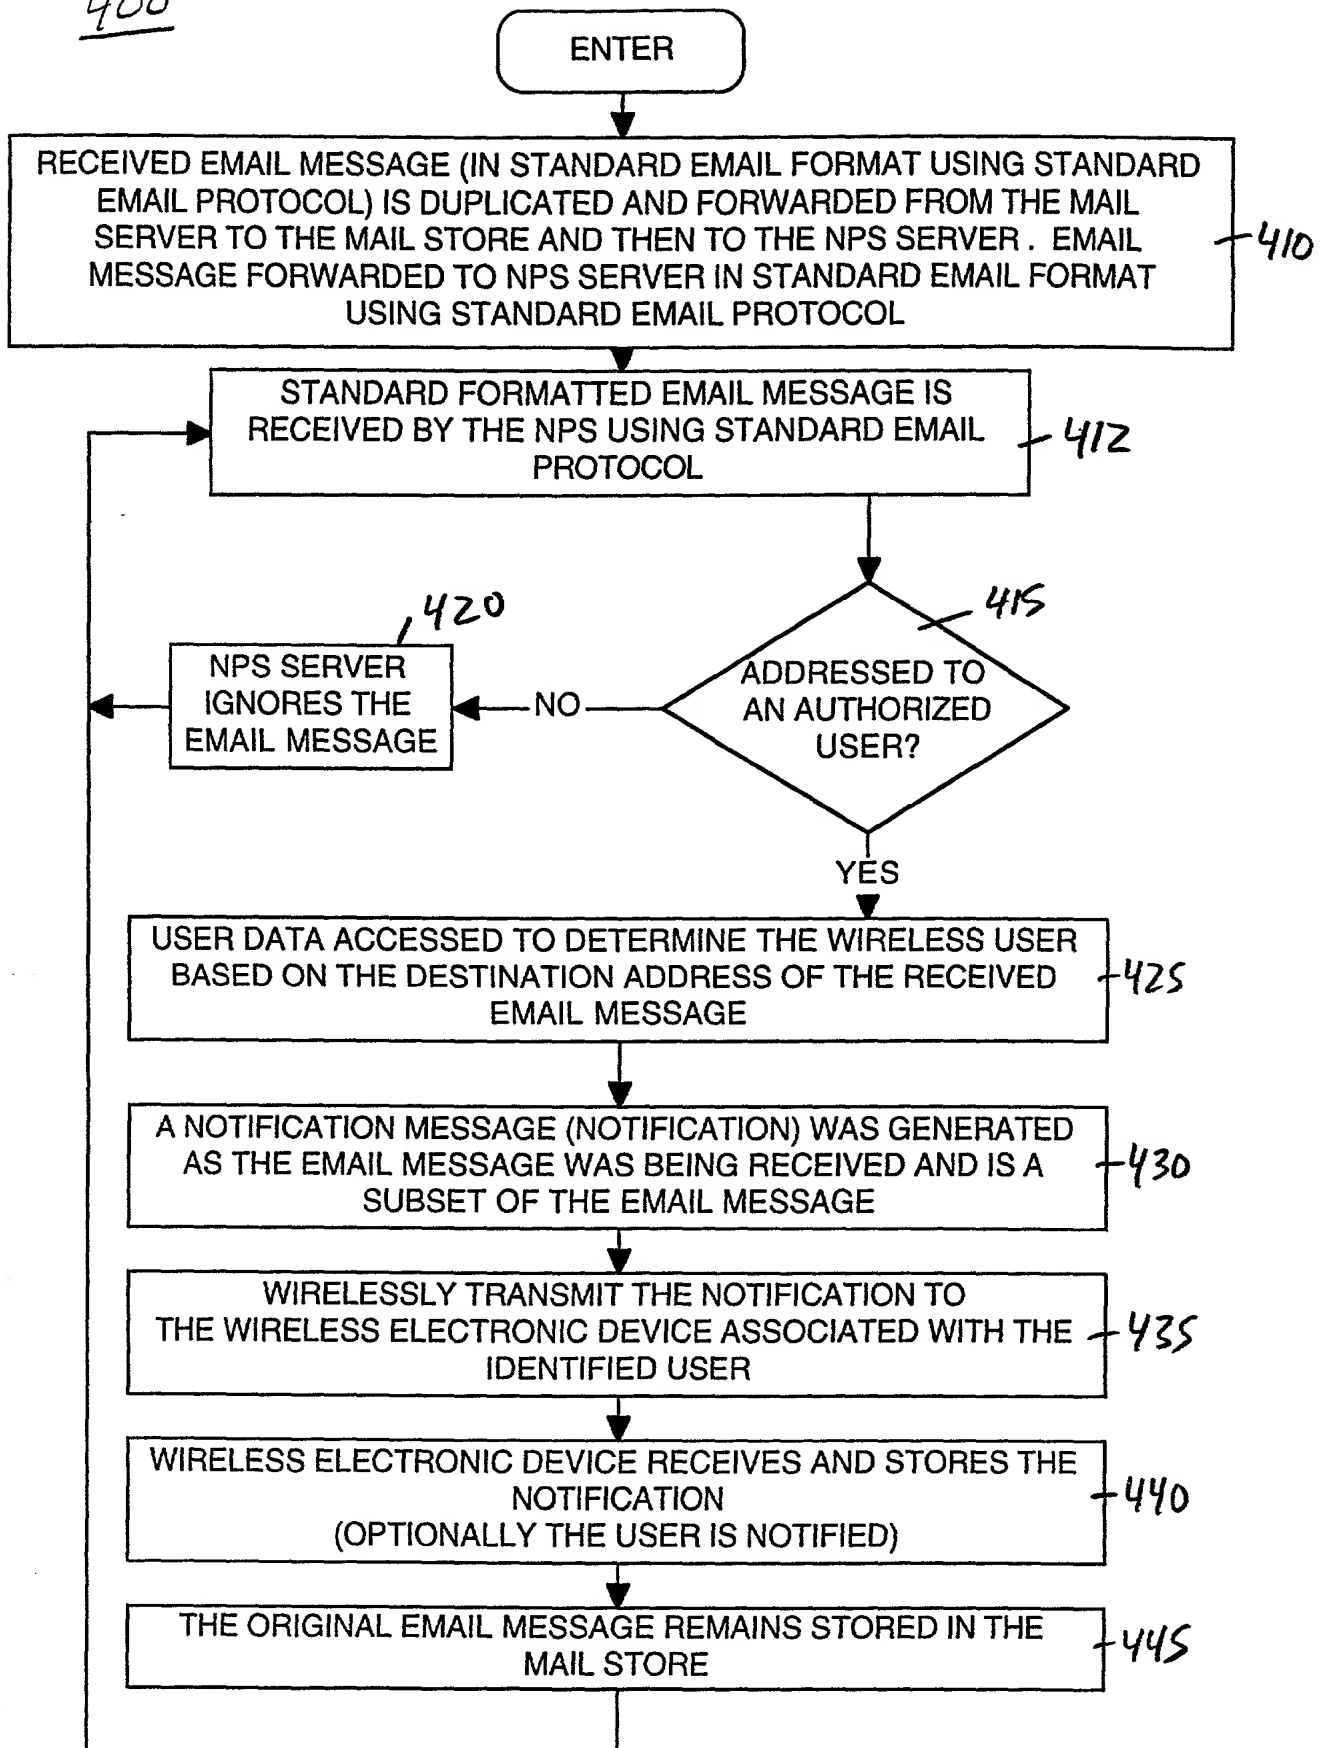 400
ENTER
RECEIVED EMAIL MESSAGE (IN STANDARD EMAIL FORMAT USING STANDARD
EMAIL PROTOCOL) IS DUPLICATED AND FORWARDED FROM THE MAIL
SERVER TO THE MAIL STORE AND THEN TO THE NPS SERVER. EMAIL
MESSAGE FORWARDED TO NPS SERVER IN STANDARD EMAIL FORMAT
USING STANDARD EMAIL PROTOCOL
410
STANDARD FORMATTED EMAIL MESSAGE IS
RECEIVED BY THE NPS USING STANDARD EMAIL
PROTOCOL
412
415
ADDRESSED TO
AN AUTHORIZED
USER?
NO
420
NPS SERVER
IGNORES THE
EMAIL MESSAGE
YES
USER DATA ACCESSED TO DETERMINE THE WIRELESS USER
BASED ON THE DESTINATION ADDRESS OF THE RECEIVED
EMAIL MESSAGE
425
A NOTIFICATION MESSAGE (NOTIFICATION) WAS GENERATED
AS THE EMAIL MESSAGE WAS BEING RECEIVED AND IS A
SUBSET OF THE EMAIL MESSAGE
430
WIRELESSLY TRANSMIT THE NOTIFICATION TO
THE WIRELESS ELECTRONIC DEVICE ASSOCIATED WITH THE
IDENTIFIED USER
435
WIRELESS ELECTRONIC DEVICE RECEIVES AND STORES THE
NOTIFICATION
(OPTIONALLY THE USER IS NOTIFIED)
440
THE ORIGINAL EMAIL MESSAGE REMAINS STORED IN THE
MAIL STORE
445